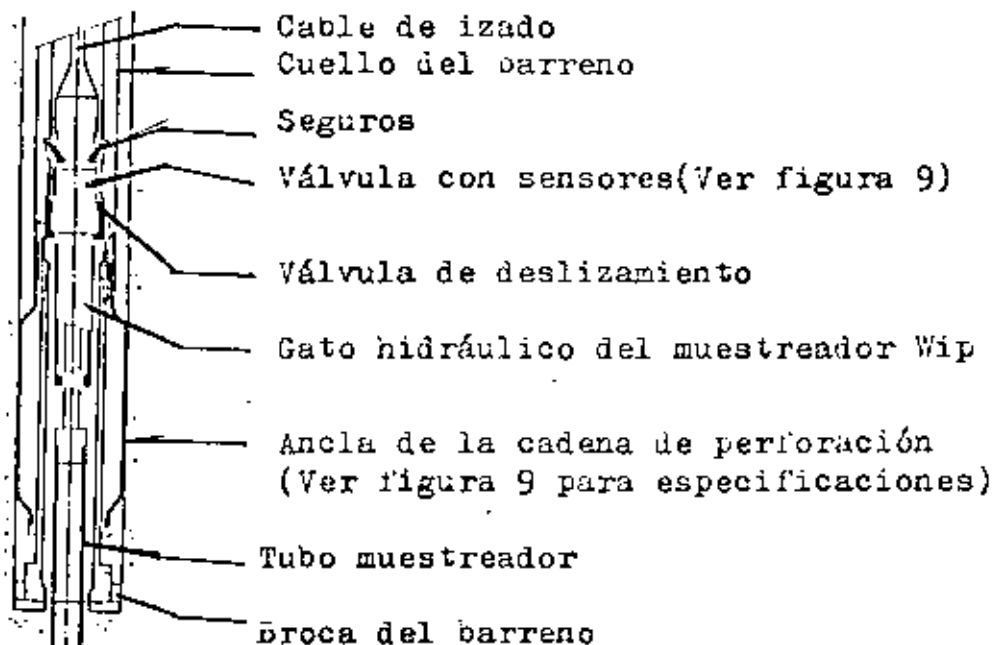 Cable de izado
Cuello del barreno
Seguros
Válvula con sensores(Ver figura 9)
Válvula de deslizamiento
Gato hidráulico del muestreador Wip
Ancla de la cadena de perforación
(Ver figura 9 para especificaciones)
Tubo muestreador
Broca del barreno